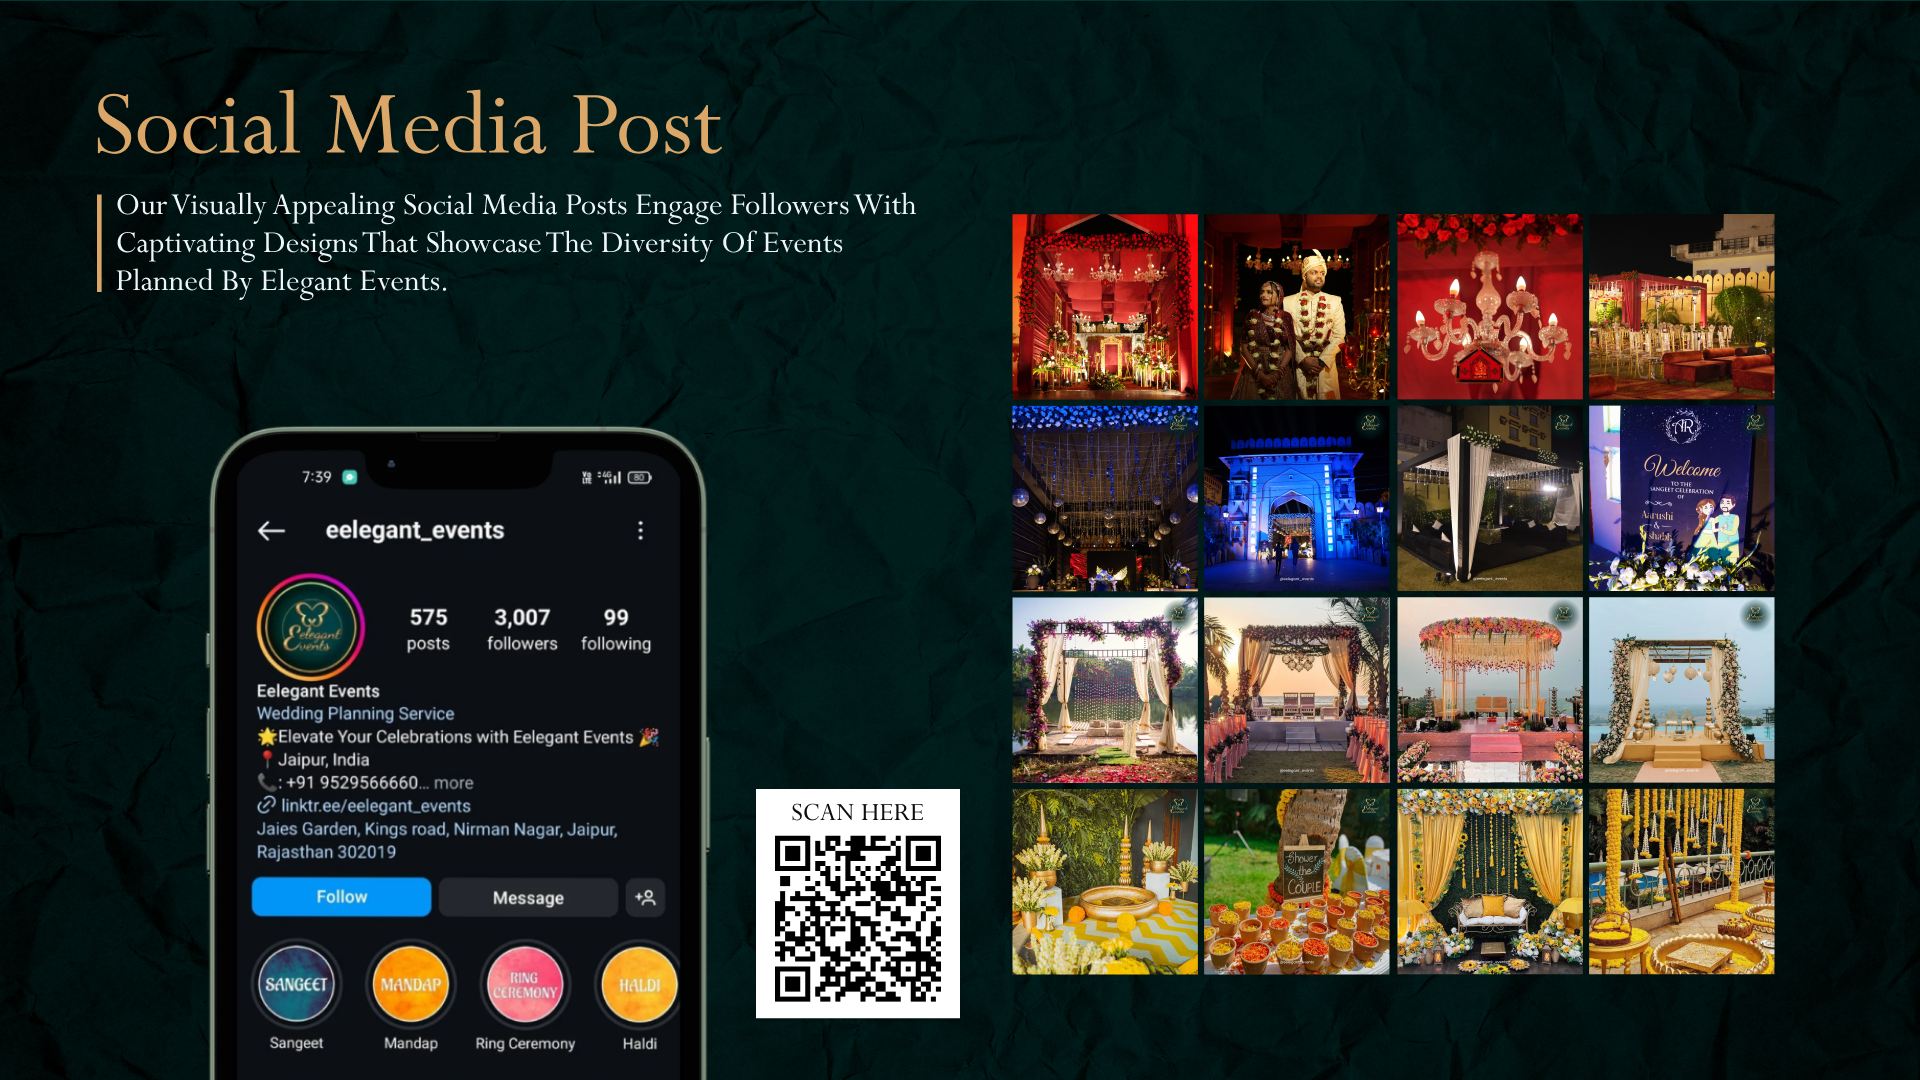 Social Media Post
Our Visually Appealing Social Media Posts Engage Followers With
Captivating Designs That Showcase The Diversity Of Events
Planned By Elegant Events.
7:39
80
eelegant_events
Eelegant
Events
575
posts
3,007
followers
99
following
Eelegant Events
Wedding Planning Service
🌟Elevate Your Celebrations with Eelegant Events 🎉
📍Jaipur, India
📞: +91 9529566660... more
linktr.ee/eelegant_events
Jaies Garden, Kings road, Nirman Nagar, Jaipur,
Rajasthan 302019
Follow
Message
SANGEET
MANDAP
RING
CEREMONY
HALDI
Sangeet
Mandap
Ring Ceremony
Haldi
SCAN HERE
AR
Welcome
TO THE
SANGEET CELEBRATION
OF
Aarushi
&
Shower
the
COUPLE